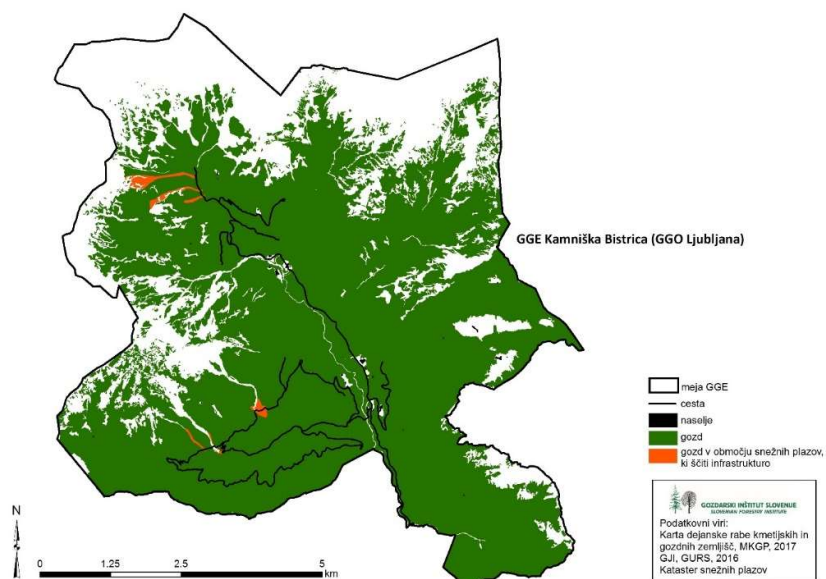 GGE Kamniška Bistrica (GGO Ljubljana)
meja GGE
cesta
naselje
gozd
gozd v območju snežnih plazov,
ki ščiti infrastrukturo
GOZDARSKI INŠTITUT SLOVENIJE
SLOVENIAN FORESTRY INSTITUTE
Podatkovni viri:
Karta dejanske rabe kmetijskih in
gozdnih zemljišč, MKGP, 2017
GJI, GURS, 2016
Kataster snežnih plazov
N
0 1.25 2.5 5
km